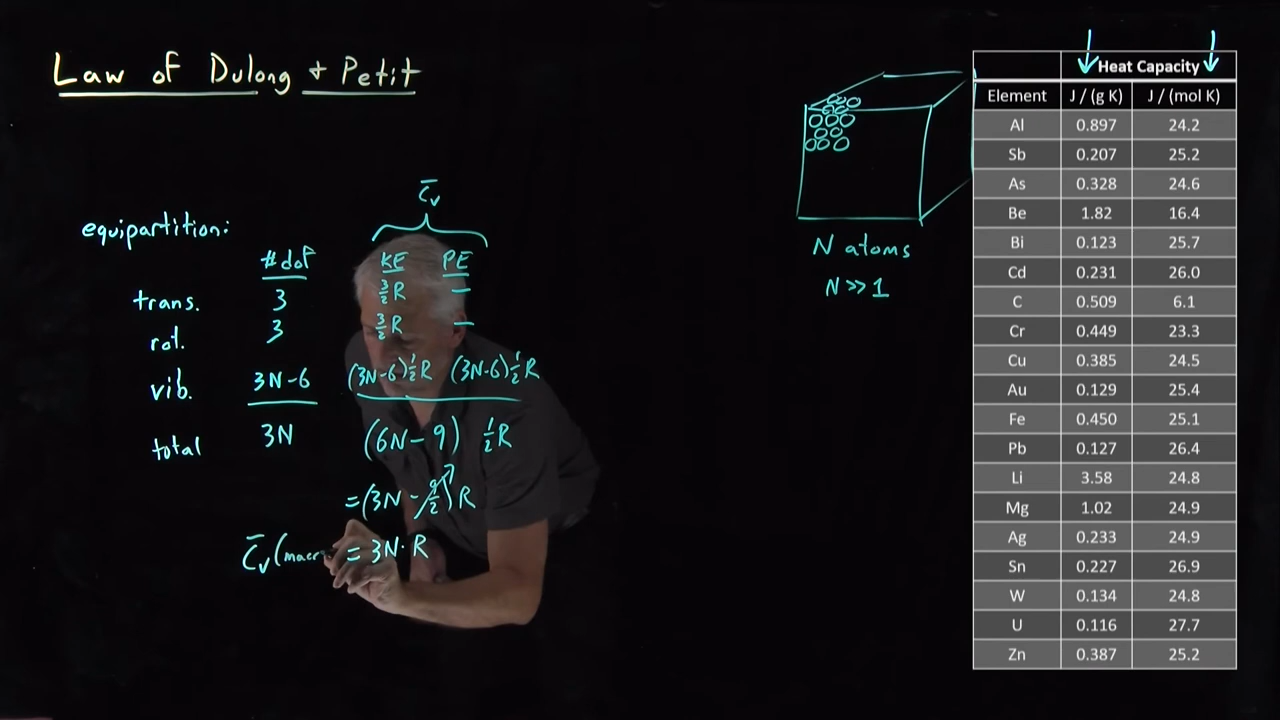 Law of Dulong + Petit
C̄ᵥ
equipartition:
# dof KE PE
trans. 3 3/2 R —
rot. 3 3/2 R —
vib. 3N-6 (3N-6) 1/2 R (3N-6) 1/2 R
total 3N (6N-9) 1/2 R
= (3N - 9/2) R
C̄ᵥ (macr = 3N · R
N atoms
N >> 1
Heat Capacity
Element J / (g K) J / (mol K)
Al 0.897 24.2
Sb 0.207 25.2
As 0.328 24.6
Be 1.82 16.4
Bi 0.123 25.7
Cd 0.231 26.0
C 0.509 6.1
Cr 0.449 23.3
Cu 0.385 24.5
Au 0.129 25.4
Fe 0.450 25.1
Pb 0.127 26.4
Li 3.58 24.8
Mg 1.02 24.9
Ag 0.233 24.9
Sn 0.227 26.9
W 0.134 24.8
U 0.116 27.7
Zn 0.387 25.2